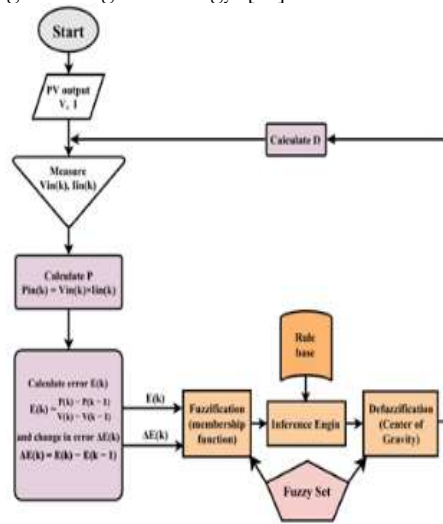 Start
PV output
V, I
Calculate D
Measure
Vin(k), Iin(k)
Calculate P
Pin(k) = Vin(k)×Iin(k)
Rule
base
Calculate error E(k)
E(k)= P(k) − P(k − 1)
V(k) − V(k − 1)
and change in error ΔE(k)
ΔE(k) = E(k) − E(k − 1)
E(k)
ΔE(k)
Fuzzification
(membership
function)
Inference Engin
Defuzzification
(Center of
Gravity)
Fuzzy Set